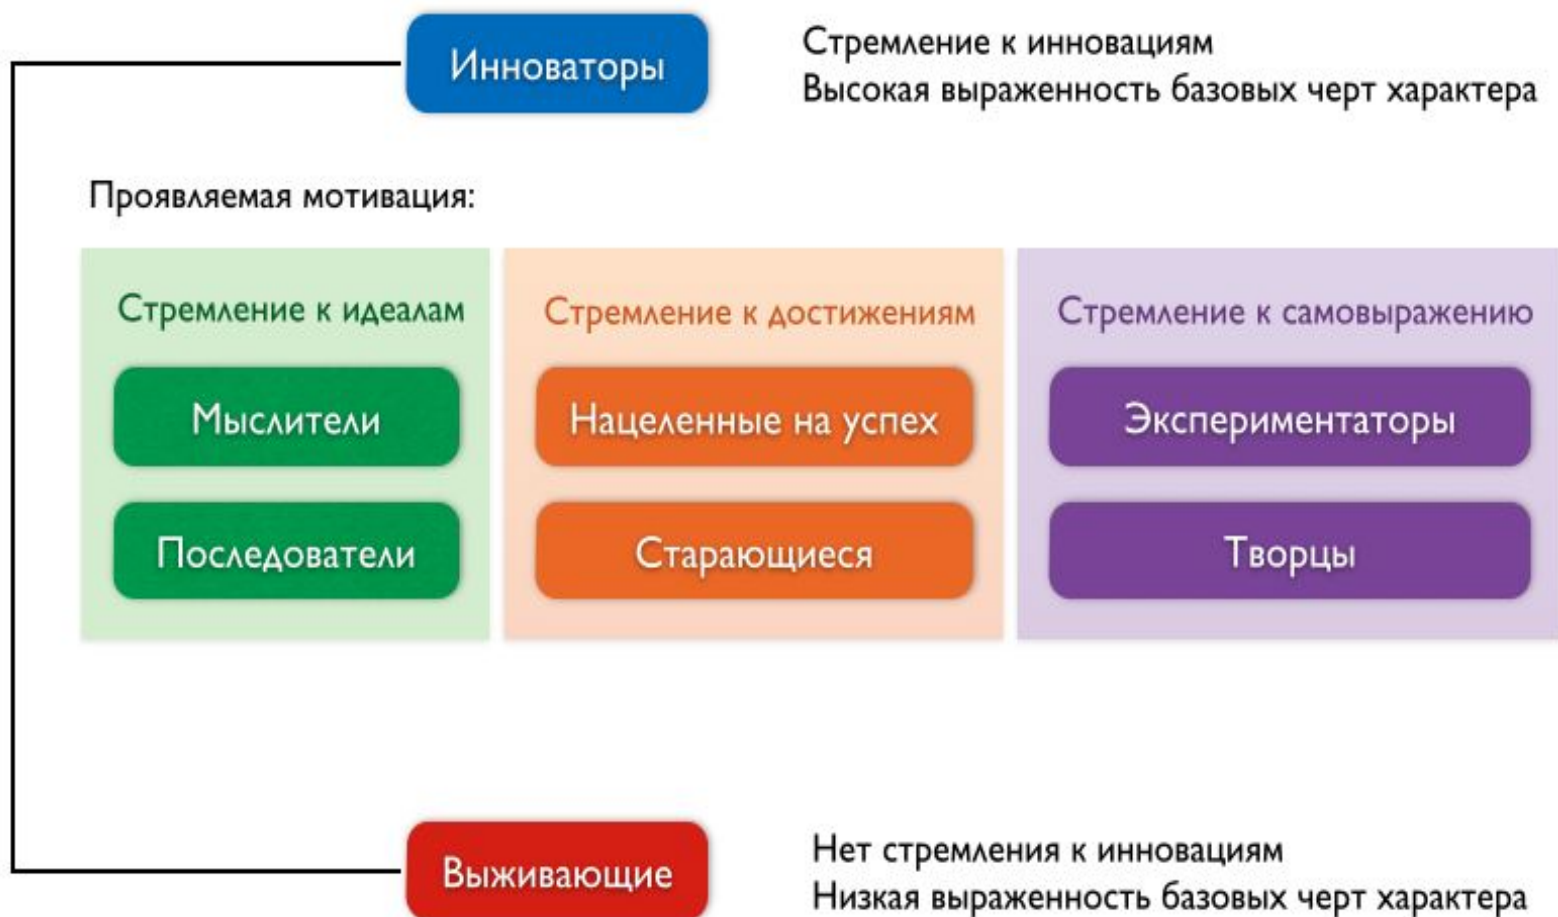 Инноваторы
Стремление к инновациям
Высокая выраженность базовых черт характера
Проявляемая мотивация:
Стремление к идеалам
Мыслители
Последователи
Стремление к достижениям
Нацеленные на успех
Старающиеся
Стремление к самовыражению
Экспериментаторы
Творцы
Выживающие
Нет стремления к инновациям
Низкая выраженность базовых черт характера